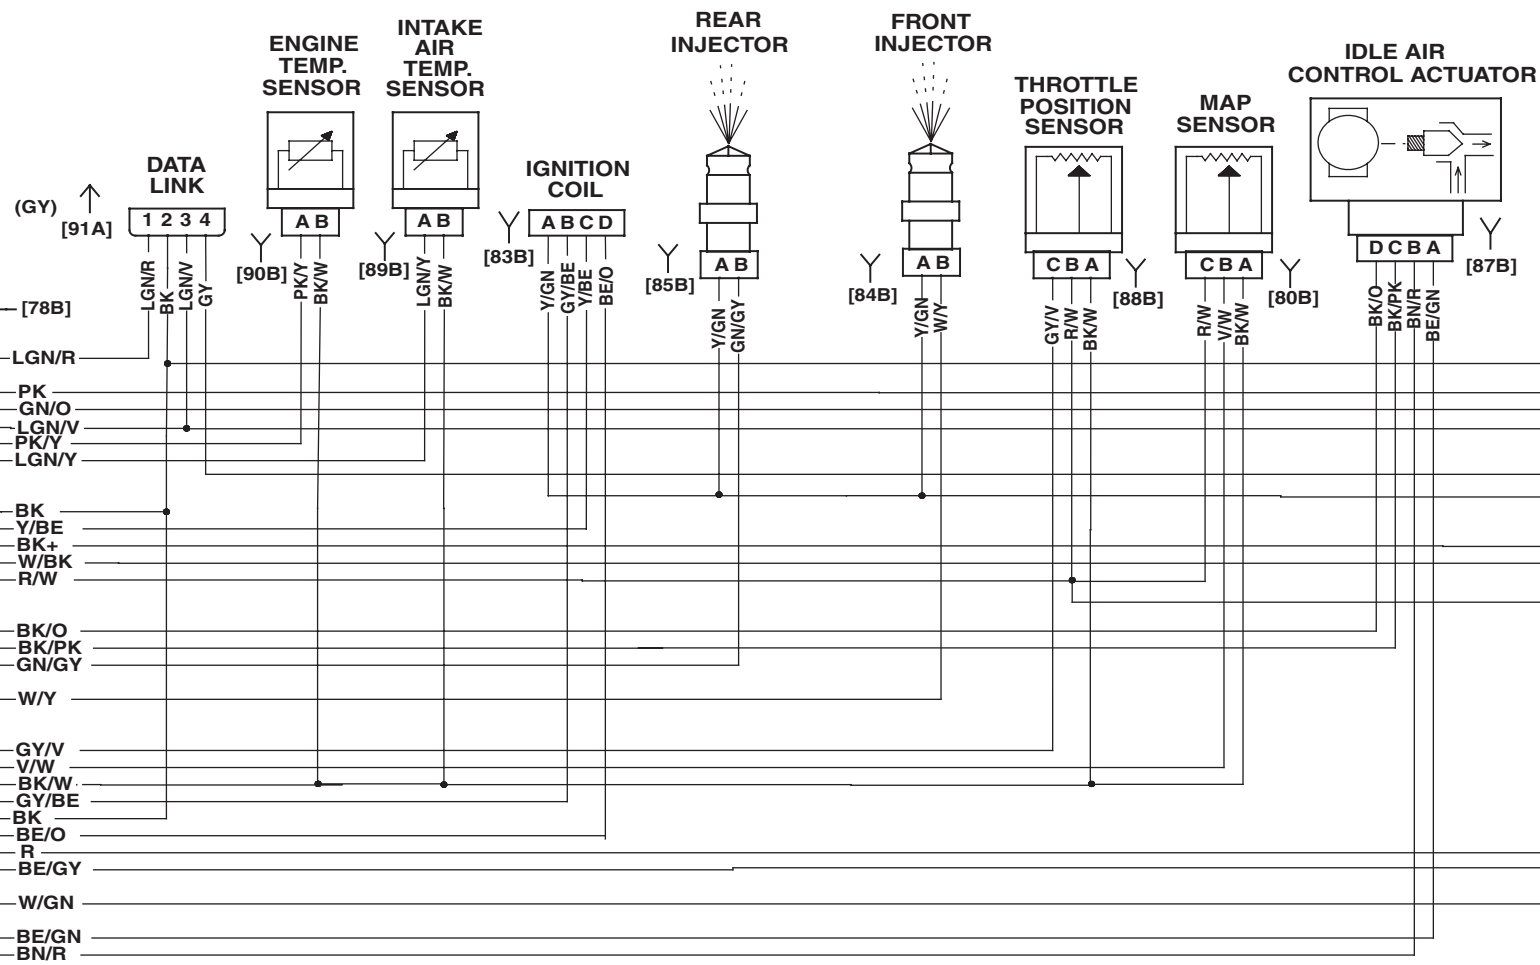 ENGINE
TEMP.
SENSOR
INTAKE
AIR
TEMP.
SENSOR
REAR
INJECTOR
FRONT
INJECTOR
IDLE AIR
CONTROL ACTUATOR
THROTTLE
POSITION
SENSOR
MAP
SENSOR
DATA
LINK
IGNITION
COIL
(GY)
[91A]
1 2 3 4
A B
[90B]
A B
[89B]
[83B]
A B C D
[85B]
A B
[84B]
A B
C B A
[88B]
C B A
[80B]
D C B A
[87B]
LGN/R
BK
LGN/V
GY
PK/Y
BK/W
LGN/Y
BK/W
Y/GN
GY/BE
Y/BE
BE/O
Y/GN
GN/GY
Y/GN
W/Y
GY/V
R/W
BK/W
R/W
V/W
BK/W
BK/O
BK/PK
BN/R
BE/GN
[78B]
LGN/R
PK
GN/O
LGN/V
PK/Y
LGN/Y
BK
Y/BE
BK+
W/BK
R/W
BK/O
BK/PK
GN/GY
W/Y
GY/V
V/W
BK/W
GY/BE
BK
BE/O
R
BE/GY
W/GN
BE/GN
BN/R